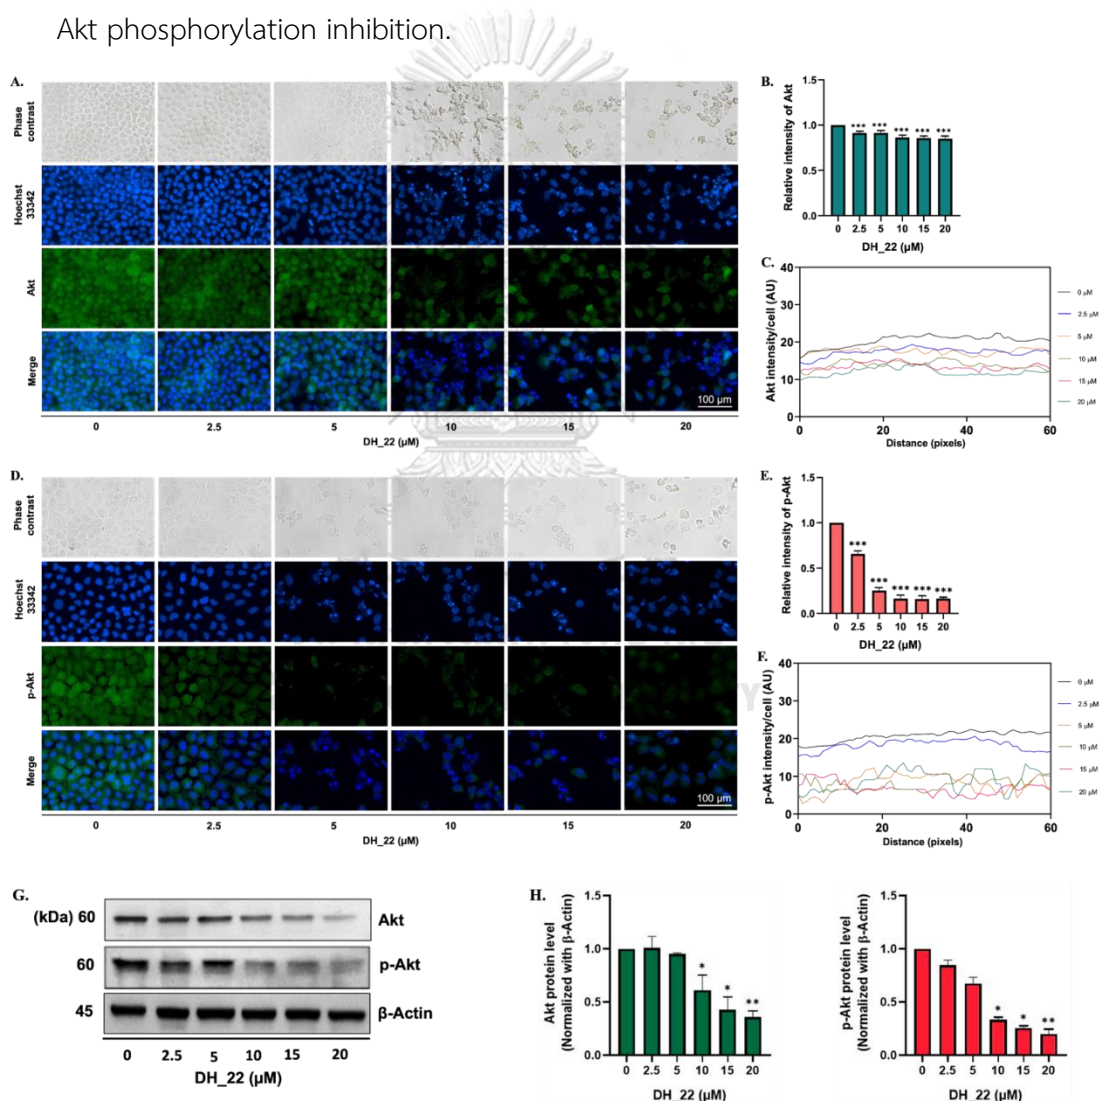 Akt phosphorylation inhibition.
A.
Phase contrast
Hoechst 33342
Akt
Merge
100 µm
0 2.5 5 10 15 20
DH_22 (µM)
B.
Relative intensity of Akt
1.5
1.0
0.5
0.0
*** *** *** *** ***
0 2.5 5 10 15 20
DH_22 (µM)
C.
Akt intensity/cell (AU)
40
30
20
10
0
0 20 40 60
Distance (pixels)
0 µM
2.5 µM
5 µM
10 µM
15 µM
20 µM
D.
Phase contrast
Hoechst 33342
p-Akt
Merge
100 µm
0 2.5 5 10 15 20
DH_22 (µM)
E.
Relative intensity of p-Akt
1.5
1.0
0.5
0.0
*** *** *** *** ***
0 2.5 5 10 15 20
DH_22 (µM)
Y
F.
p-Akt intensity/cell (AU)
40
30
20
10
0
0 20 40 60
Distance (pixels)
0 µM
2.5 µM
5 µM
10 µM
15 µM
20 µM
G.
(kDa) 60 Akt
60 p-Akt
45 β-Actin
0 2.5 5 10 15 20
DH_22 (µM)
H.
Akt protein level
(Normalized with β-Actin)
1.5
1.0
0.5
0.0
* * **
0 2.5 5 10 15 20
DH_22 (µM)
p-Akt protein level
(Normalized with β-Actin)
1.5
1.0
0.5
0.0
* * **
0 2.5 5 10 15 20
DH_22 (µM)